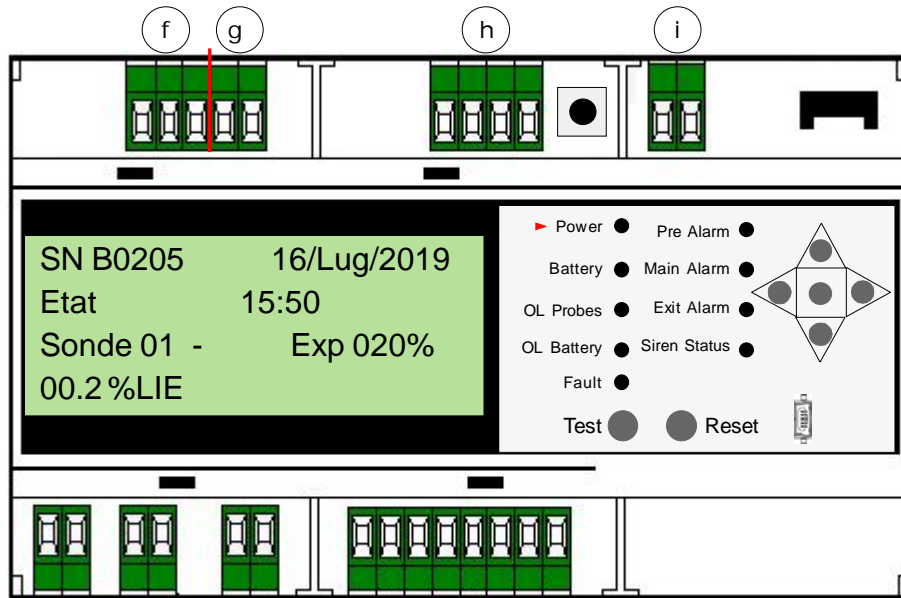 f g h i
SN B0205 16/Lug/2019
Etat 15:50
Sonde 01 - Exp 020%
00.2 %LIE
Power Pre Alarm
Battery Main Alarm
OL Probes Exit Alarm
OL Battery Siren Status
Fault
Test Reset